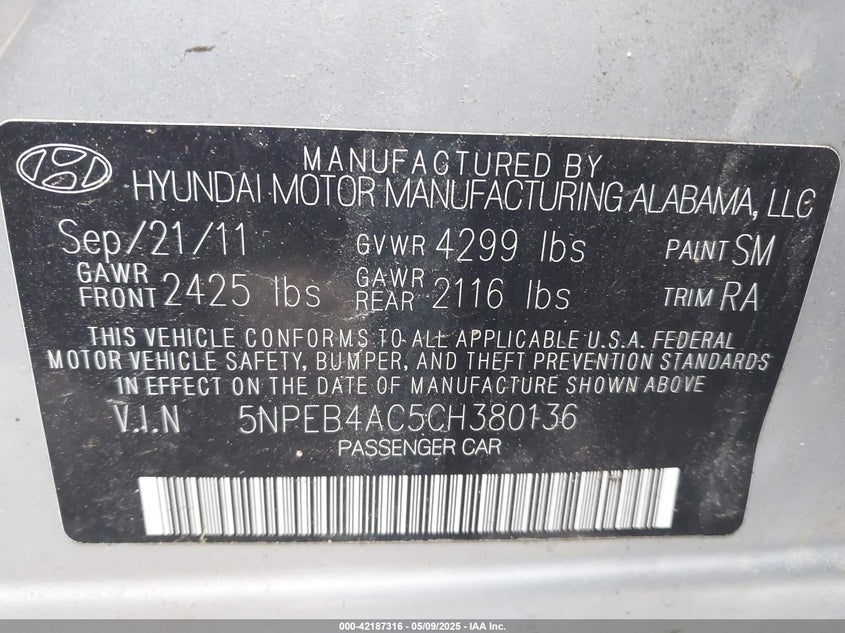 MANUFACTURED BY
HYUNDAI MOTOR MANUFACTURING ALABAMA, LLC
Sep/21/11 GVWR 4299 lbs PAINT SM
GAWR FRONT 2425 lbs GAWR REAR 2116 lbs TRIM RA
THIS VEHICLE CONFORMS TO ALL APPLICABLE U.S.A. FEDERAL
MOTOR VEHICLE SAFETY, BUMPER, AND THEFT PREVENTION STANDARDS
IN EFFECT ON THE DATE OF MANUFACTURE SHOWN ABOVE.
V.I.N 5NPEB4AC5CH380136
PASSENGER CAR
000-42187316 - 05/09/2025 - IAA Inc.